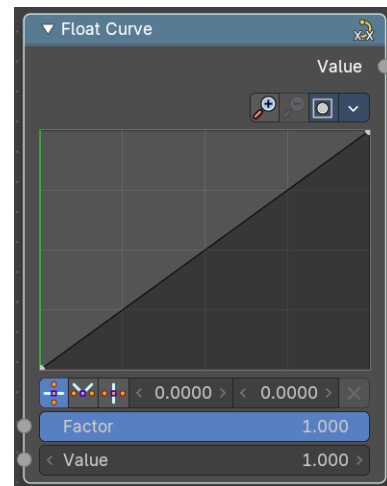 Float Curve
Value
0.0000 0.0000
Factor 1.000
Value 1.000